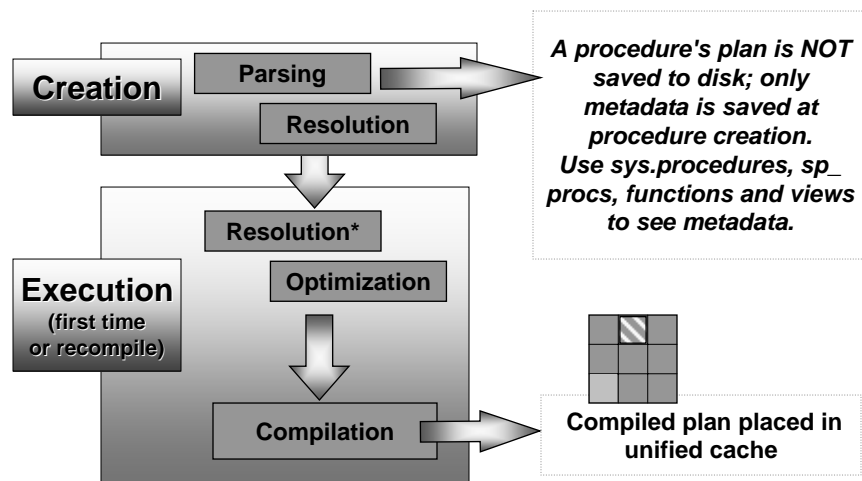 Creation
Parsing
Resolution
A procedure's plan is NOT
saved to disk; only
metadata is saved at
procedure creation.
Use sys.procedures, sp_
procs, functions and views
to see metadata.
Execution
(first time
or recompile)
Resolution*
Optimization
Compilation
Compiled plan placed in
unified cache